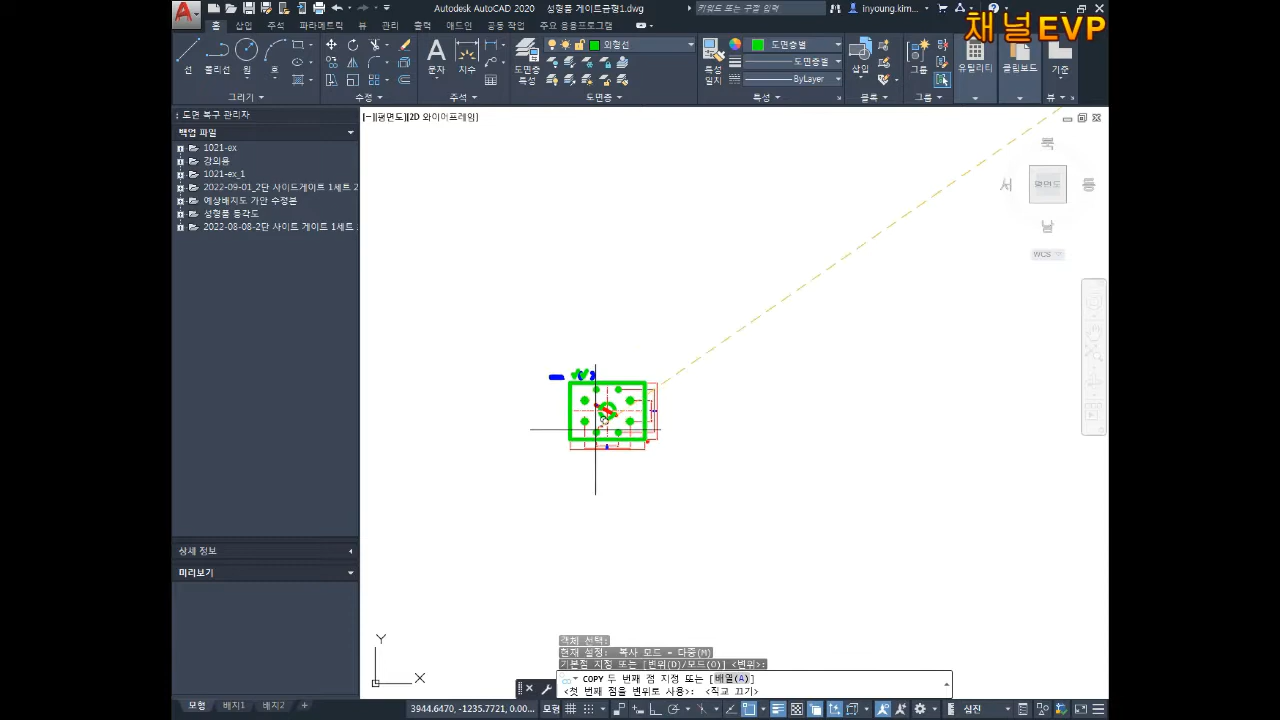 Autodesk AutoCAD 2020 성형품 게이트금형1.dwg
키워드 또는 구절 입력
inyoung.kim...
채널 EVP
홈 삽입 주석 파라메트릭 뷰 관리 출력 애드인 공동 작업 주요 응용프로그램
선 폴리선 원 호
문자 치수
도면층 특성
외형선
특성 일치
도면층별
도면층별
ByLayer
삽입
그룹
유틸리티
클립보드
기준
그리기
수정
주석
도면층
특성
블록
그룹
뷰
도면 복구 관리자
백업 파일
1021-ex
강의용
1021-ex_1
2022-09-01_2단 사이드게이트 1세트 2
예상배지도 가안 수정본
성형품 등각도
2022-08-08-2단 사이트 게이트 1세트
상세 정보
미리보기
[-][평면도][2D 와이어프레임]
북
서 평면도 동
남
WCS
Y
X
객체 선택:
현재 설정: 복사 모드 = 다중(M)
기본점 지정 또는 [변위(D)/모드(O)] <변위>:
COPY 두 번째 점 지정 또는 [배열(A)]
<첫 번째 점을 변위로 사용>: <직교 끄기>
모형 배치1 배치2 +
3944.6470, -1235.7721, 0.00... 모형
십진